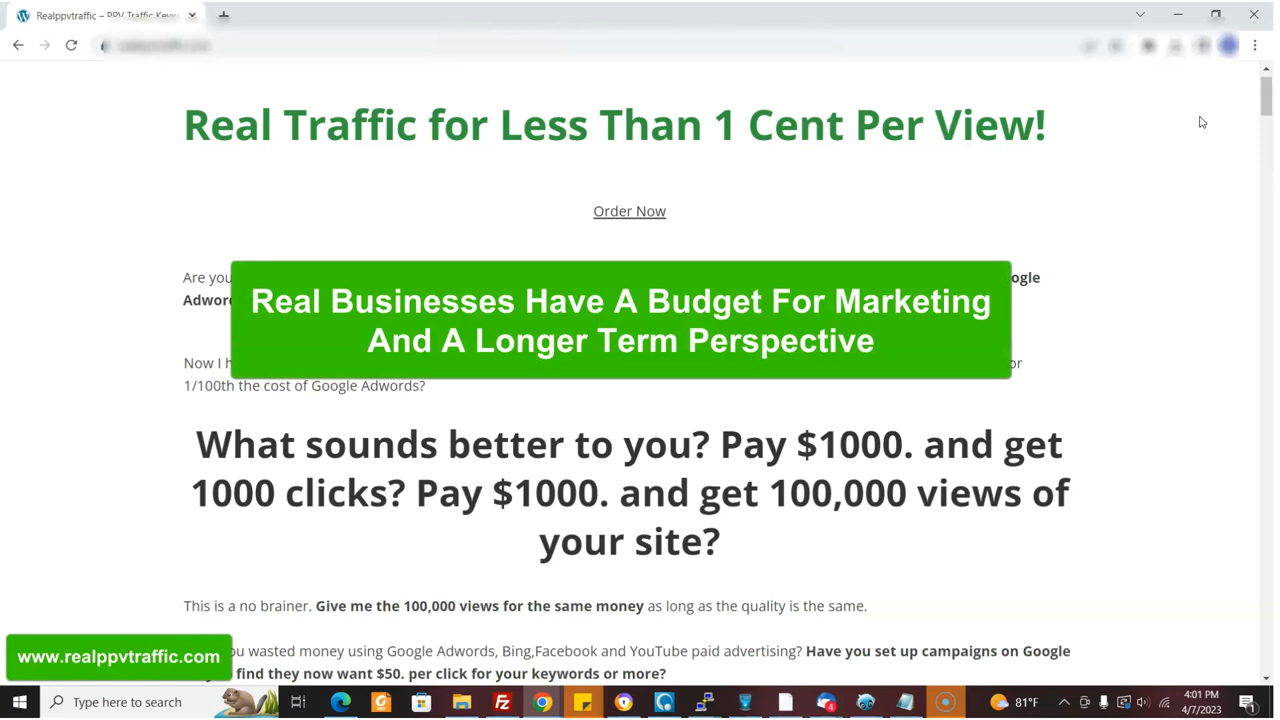 Realppvtraffic – PPV Traffic Keyw
Real Traffic for Less Than 1 Cent Per View!
Order Now
Are you
ogle
Adword
Real Businesses Have A Budget For Marketing
And A Longer Term Perspective
Now I h
or
1/100th the cost of Google Adwords?
What sounds better to you? Pay $1000. and get
1000 clicks? Pay $1000. and get 100,000 views of
your site?
This is a no brainer. Give me the 100,000 views for the same money as long as the quality is the same.
ou wasted money using Google Adwords, Bing,Facebook and YouTube paid advertising? Have you set up campaigns on Google
www.realppvtraffic.com
find they now want $50. per click for your keywords or more?
Type here to search
4
81°F
4:01 PM
4/7/2023
1